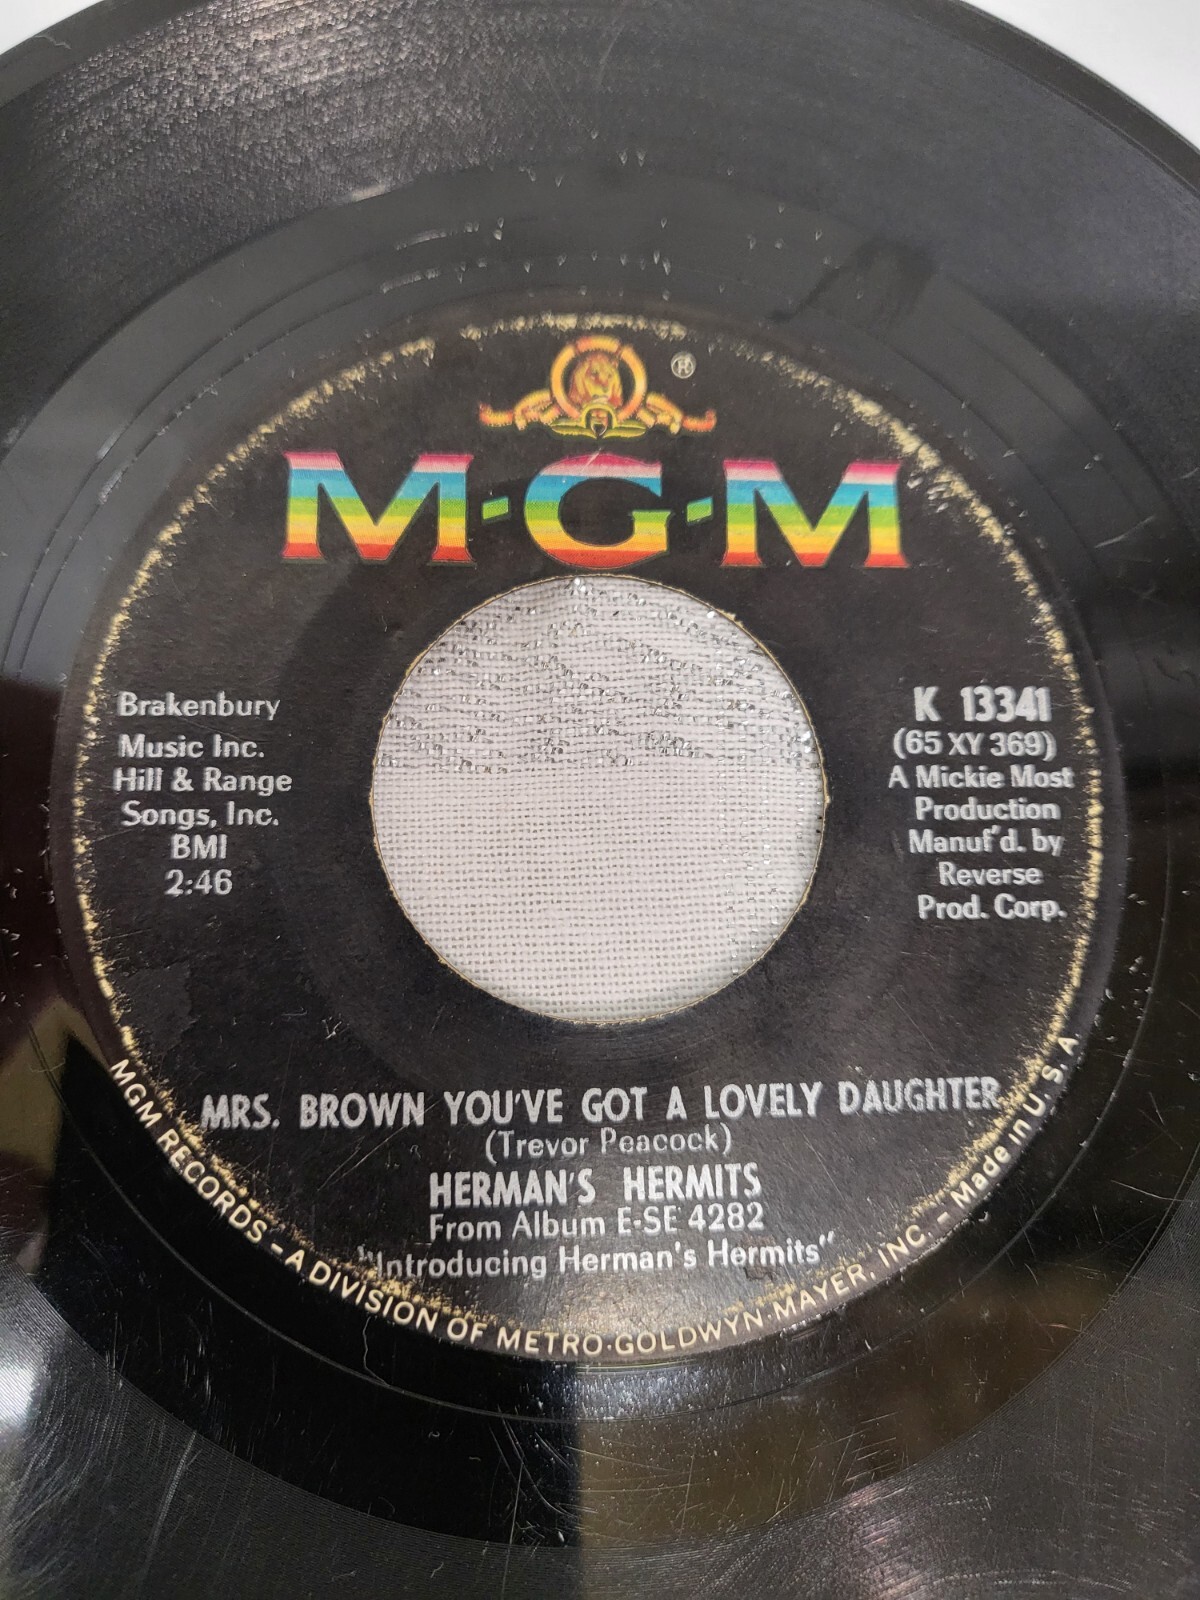 ®
M·G·M
Brakenbury
Music Inc.
Hill & Range
Songs, Inc.
BMI
2:46
K 13341
(65 XY 369)
A Mickie Most
Production
Manuf'd. by
Reverse
Prod. Corp.
MRS. BROWN YOU'VE GOT A LOVELY DAUGHTER
(Trevor Peacock)
HERMAN'S HERMITS
From Album E-SE 4282
"Introducing Herman's Hermits"
MGM RECORDS – A DIVISION OF METRO·GOLDWYN·MAYER, INC. – Made in U. S. A.